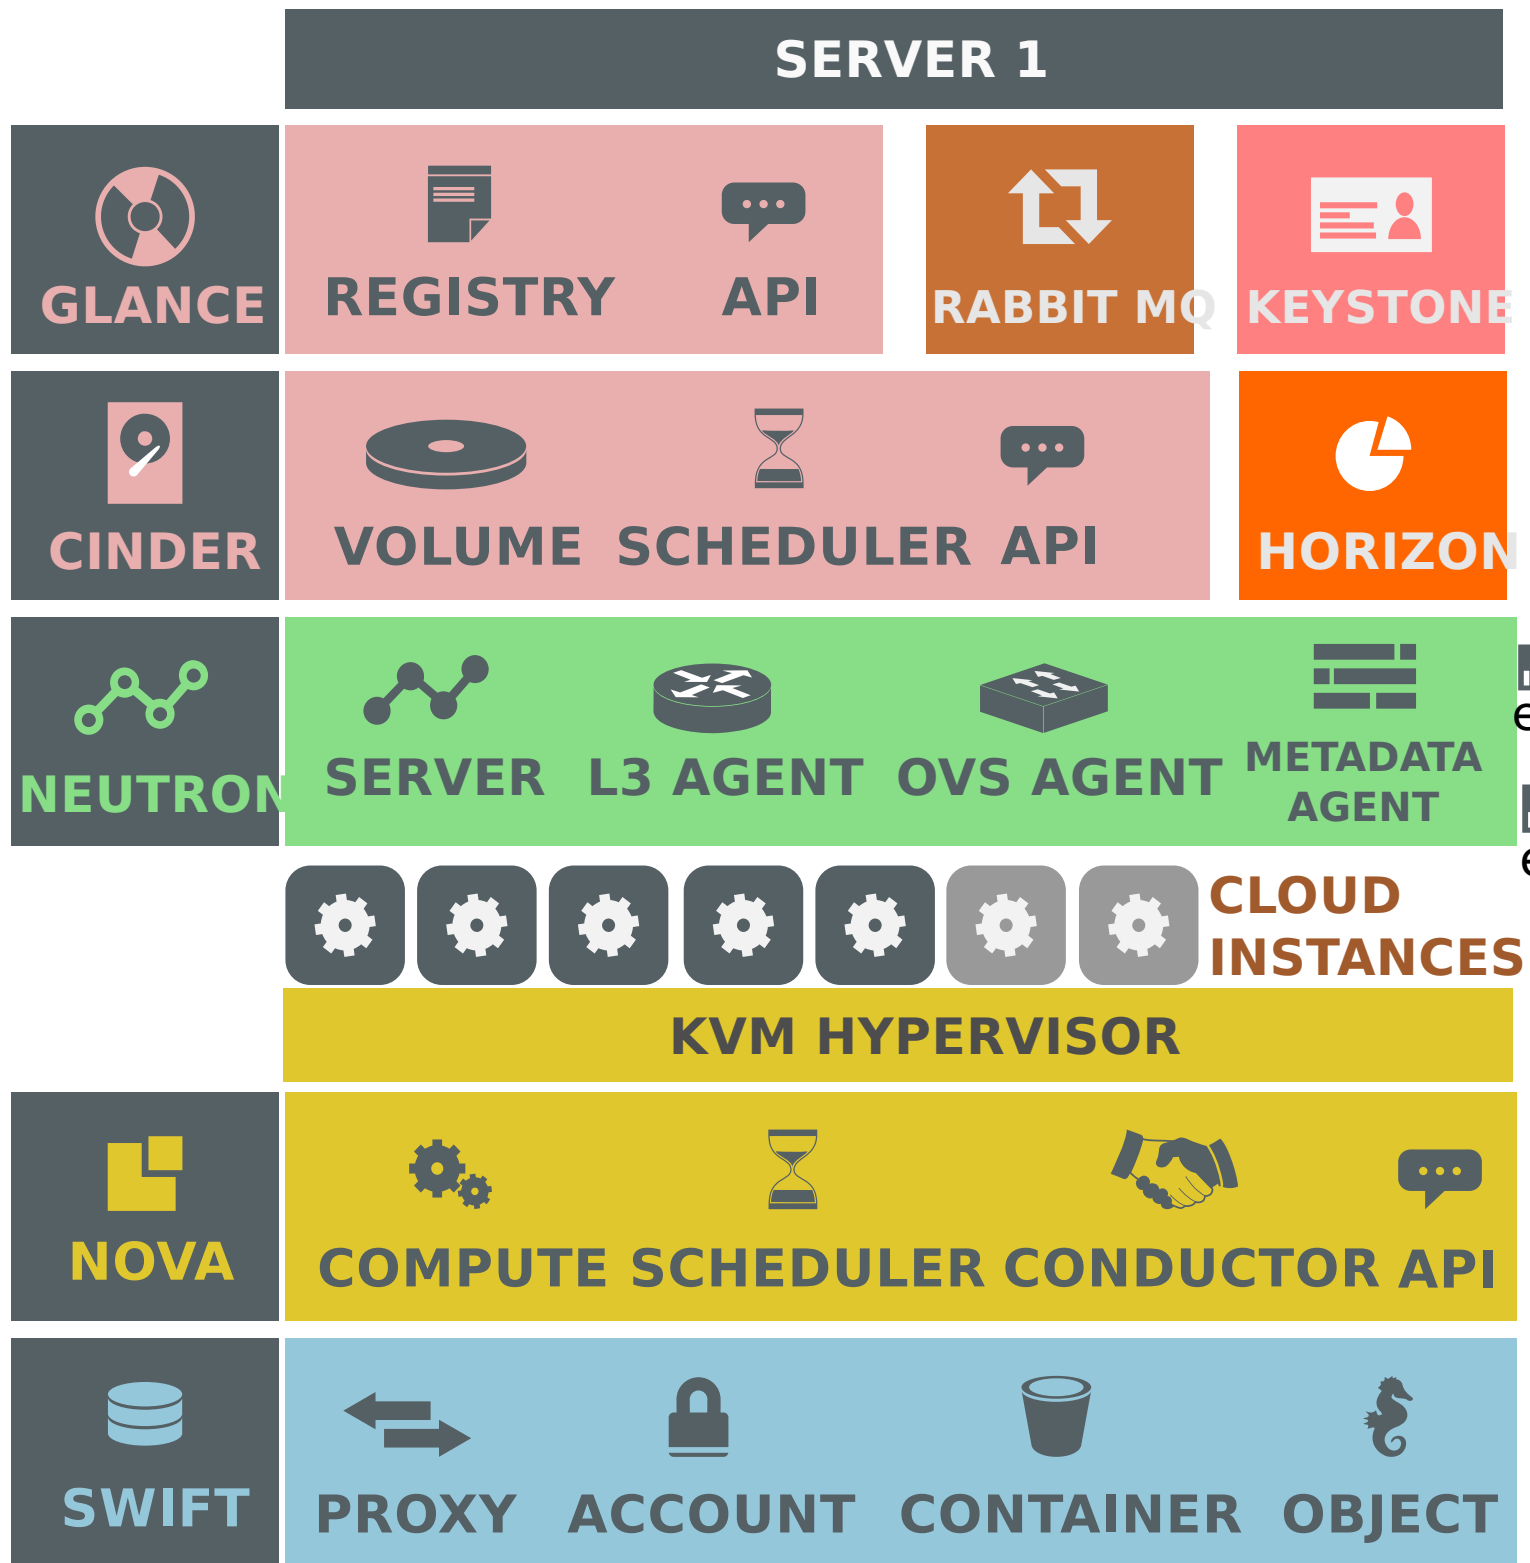 SERVER 1
GLANCE
REGISTRY
API
RABBIT MQ
KEYSTONE
CINDER
VOLUME
SCHEDULER
API
HORIZON
NEUTRON
SERVER
L3 AGENT
OVS AGENT
METADATA
AGENT
CLOUD
INSTANCES
KVM HYPERVISOR
NOVA
COMPUTE
SCHEDULER
CONDUCTOR
API
SWIFT
PROXY
ACCOUNT
CONTAINER
OBJECT